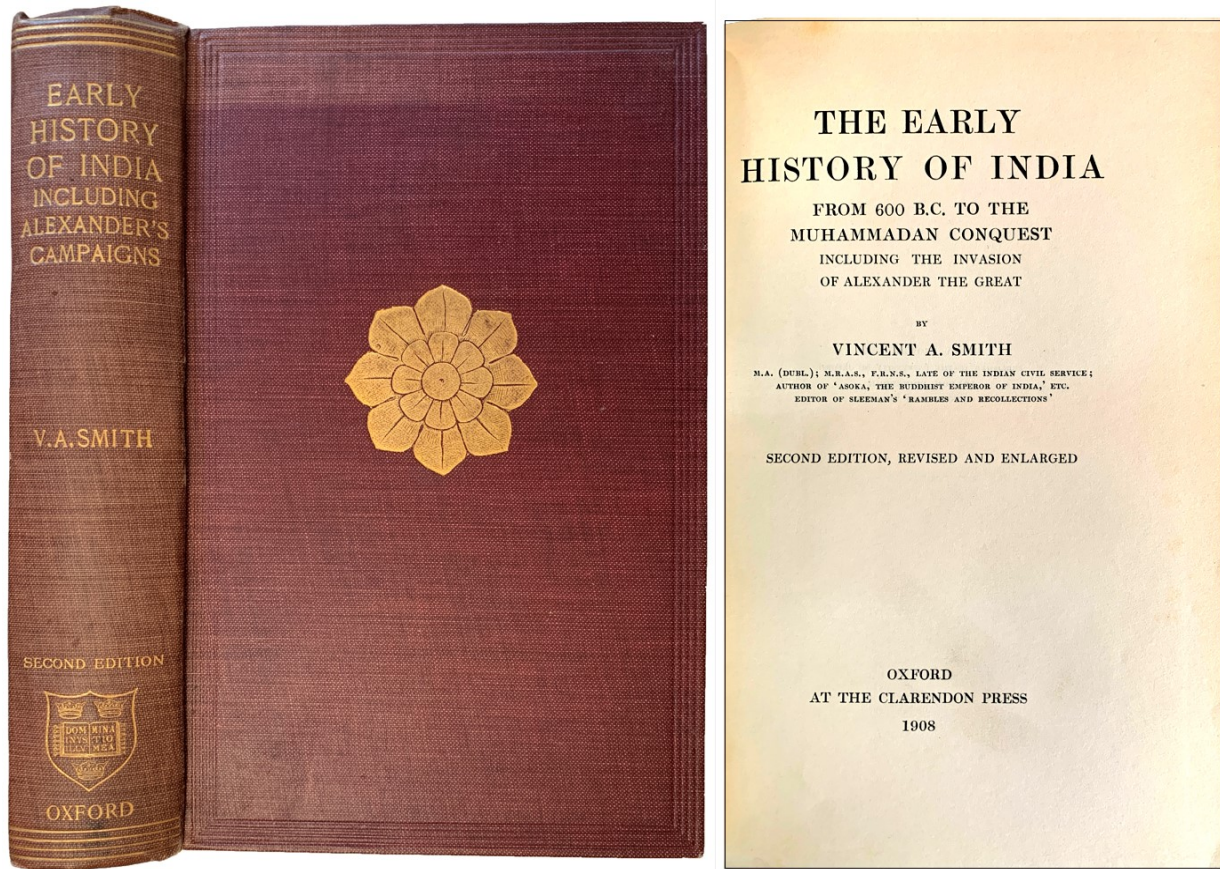 EARLY
HISTORY
OF INDIA
INCLUDING
ALEXANDER'S
CAMPAIGNS
V.A.SMITH
SECOND EDITION
DOMI MINA
NVS TIO
ILLV MEA
OXFORD
THE EARLY
HISTORY OF INDIA
FROM 600 B.C. TO THE
MUHAMMADAN CONQUEST
INCLUDING THE INVASION
OF ALEXANDER THE GREAT
BY
VINCENT A. SMITH
M.A. (DUBL.); M.R.A.S., F.R.N.S., LATE OF THE INDIAN CIVIL SERVICE;
AUTHOR OF 'ASOKA, THE BUDDHIST EMPEROR OF INDIA,' ETC.
EDITOR OF SLEEMAN'S 'RAMBLES AND RECOLLECTIONS'
SECOND EDITION, REVISED AND ENLARGED
OXFORD
AT THE CLARENDON PRESS
1908